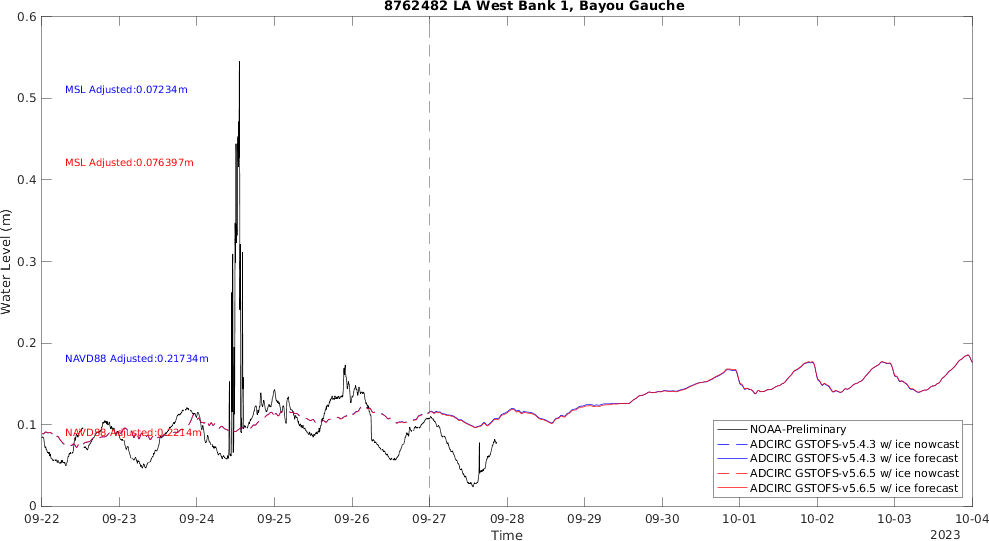 8762482 LA West Bank 1, Bayou Gauche
0.6
0.5
0.4
0.3
0.2
0.1
0
Water Level (m)
MSL Adjusted:0.07234m
MSL Adjusted:0.076397m
NAVD88 Adjusted:0.21734m
NAVD88 Adjusted:0.2214m
NOAA-Preliminary
ADCIRC GSTOFS-v5.4.3 w/ ice nowcast
ADCIRC GSTOFS-v5.4.3 w/ ice forecast
ADCIRC GSTOFS-v5.6.5 w/ ice nowcast
ADCIRC GSTOFS-v5.6.5 w/ ice forecast
09-22 09-23 09-24 09-25 09-26 09-27 09-28 09-29 09-30 10-01 10-02 10-03 10-04
Time
2023